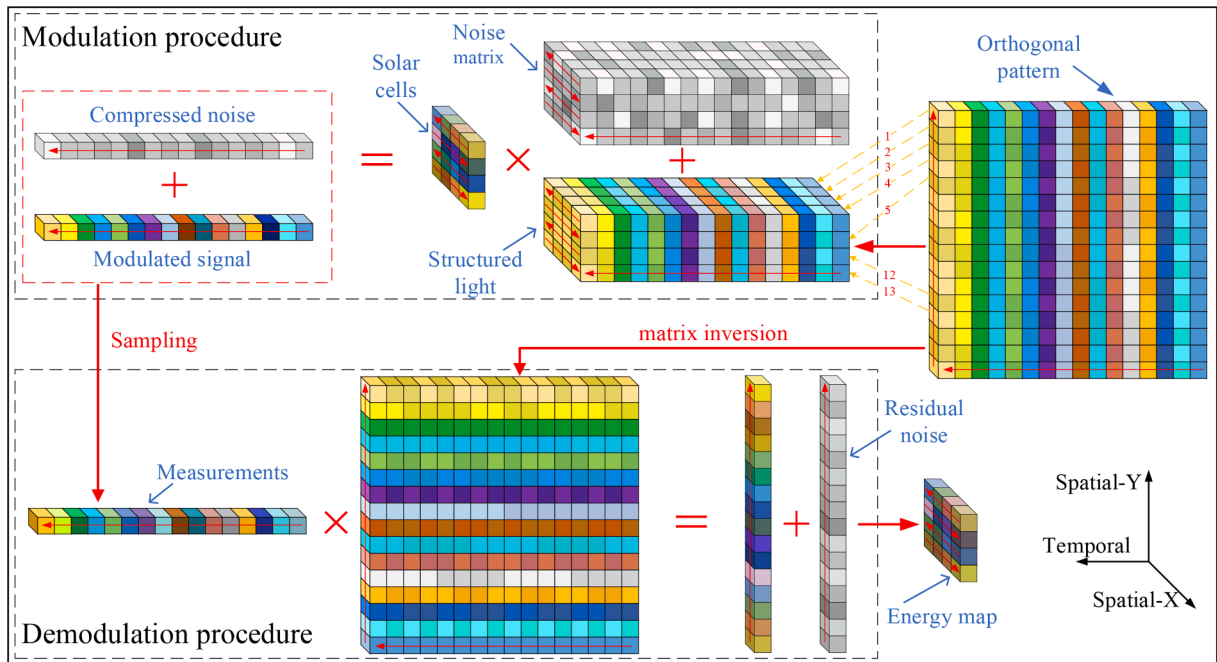 Modulation procedure
Noise
matrix
Orthogonal
pattern
Solar
cells
Compressed noise
1
2
3
4
5
Modulated signal
Structured
light
12
13
Sampling
matrix inversion
Residual
noise
Measurements
Spatial-Y
Temporal
Spatial-X
Energy map
Demodulation procedure